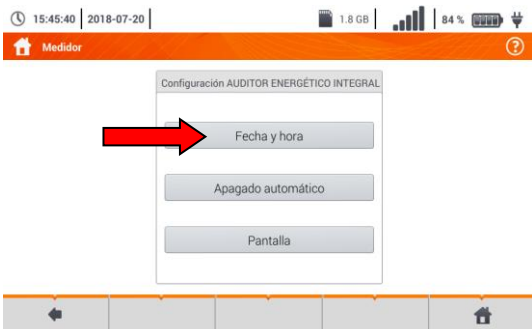 15:45:40 2018-07-20 1.8 GB 84 %
Medidor ?
Configuración AUDITOR ENERGÉTICO INTEGRAL
Fecha y hora
Apagado automático
Pantalla